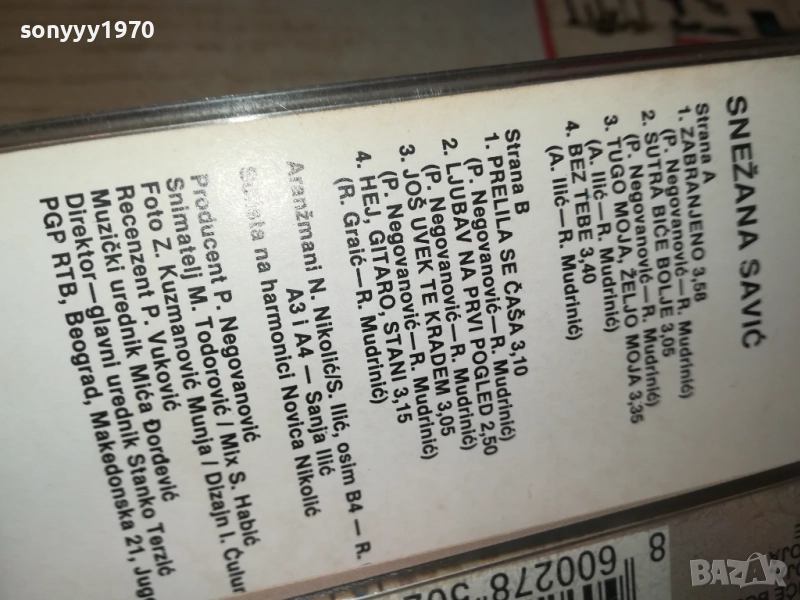 sonyyy1970
SNEŽANA SAVIĆ
Strana A
1. ZABRANJENO 3,58
(P. Negovanović—R. Mudrinić)
2. SUTRA BIĆE BOLJE 3,05
(P. Negovanović—R. Mudrinić)
3. TUGO MOJA, ŽELJO MOJA 3,35
(A. Ilić—R. Mudrinić)
4. BEZ TEBE 3,40
(A. Ilić—R. Mudrinić)
Strana B
1. PRELILA SE ČAŠA 3,10
(P. Negovanović—R. Mudrinić)
2. LJUBAV NA PRVI POGLED 2,50
(P. Negovanović—R. Mudrinić)
3. JOŠ UVEK TE KRADEM 3,05
(P. Negovanović—R. Mudrinić)
4. HEJ, GITARO, STANI 3,15
(R. Graić—R. Mudrinić)
Aranžmani N. Nikolić/S. Ilić, osim B4 — R.
A3 i A4 — Sanja Ilić
na harmonici Novica Nikolić
Producent P. Negovanović
Snimatelj M. Todorović / Mix S. Habić
Foto Z. Kuzmanović Munja / Dizajn I. Ćulum
Recenzent P. Vuković
Muzički urednik Mića Đorđević
Direktor—glavni urednik Stanko Terzić
PGP RTB, Beograd, Makedonska 21,
8
600278
BAZAR